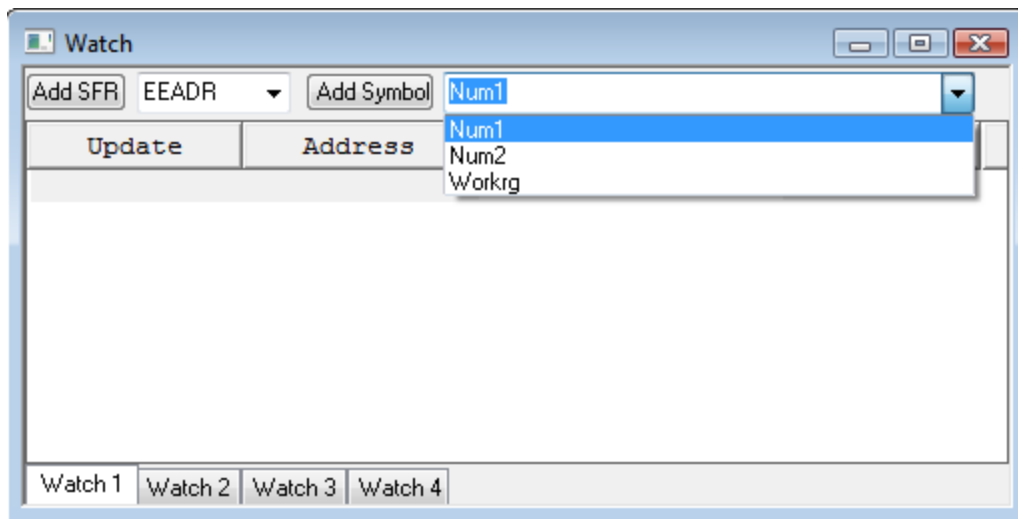 Watch
Add SFR EEADR Add Symbol Num1
Update Address
Num1
Num2
Workrg
Watch 1 Watch 2 Watch 3 Watch 4